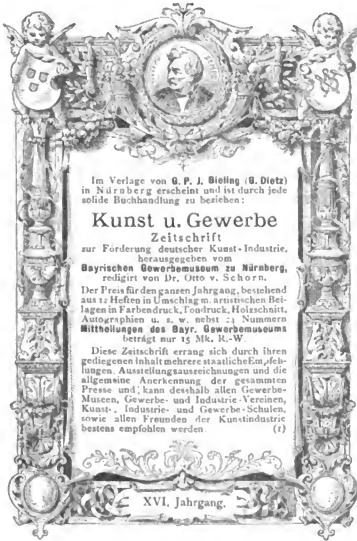 Im Verlage von G. P. J. Bieling (G. Dietz)
in Nürnberg erscheint und ist durch jede
solide Buchhandlung zu beziehen:
Kunst u. Gewerbe
Zeitschrift
zur Förderung deutscher Kunst-Industrie,
herausgegeben vom
Bayrischen Gewerbemuseum zu Nürnberg,
redigirt von Dr. Otto v. Schorn.
Der Preis für den ganzen Jahrgang, bestehend
aus 12 Heften in Umschlag m. artistischen Bei-
lagen in Farbendruck, Tondruck, Holzschnitt,
Autographien u. s. w. nebst 24 Nummern
Mittheilungen des Bayr. Gewerbemuseums
beträgt nur 15 Mk. R.-W.
Diese Zeitschrift errang sich durch ihren
gediegenen Inhalt mehrere staatliche Empfeh-
lungen, Ausstellungsauszeichnungen und die
allgemeine Anerkennung der gesammten
Presse und kann deshalb allen Gewerbe-
Museen, Gewerbe- und Industrie-Vereinen,
Kunst-, Industrie- und Gewerbe-Schulen,
sowie allen Freunden der Kunstindustrie
bestens empfohlen werden. (1)
XVI. Jahrgang.